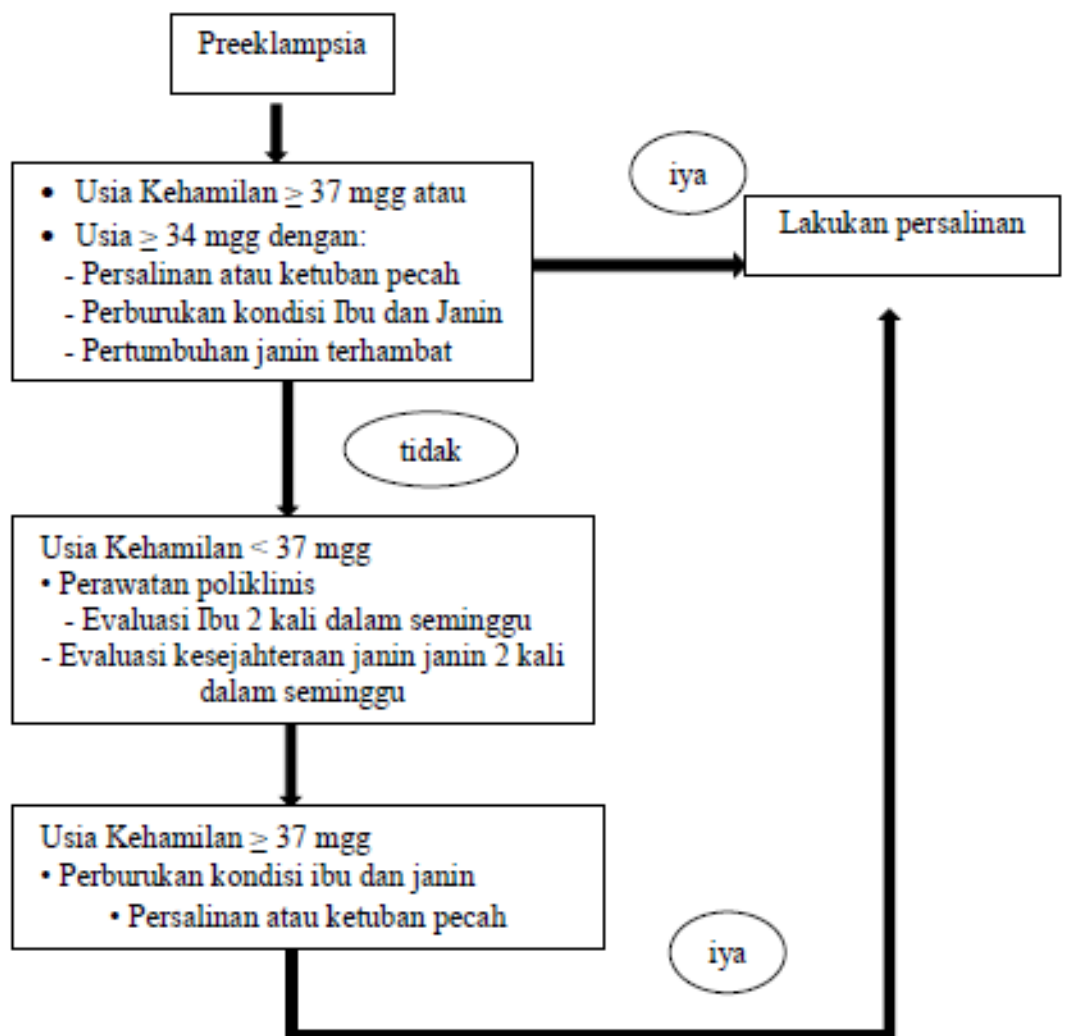 Preeklampsia
• Usia Kehamilan ≥ 37 mgg atau
• Usia ≥ 34 mgg dengan:
- Persalinan atau ketuban pecah
- Perburukan kondisi Ibu dan Janin
- Pertumbuhan janin terhambat
iya
Lakukan persalinan
tidak
Usia Kehamilan < 37 mgg
• Perawatan poliklinis
- Evaluasi Ibu 2 kali dalam seminggu
- Evaluasi kesejahteraan janin janin 2 kali
dalam seminggu
Usia Kehamilan ≥ 37 mgg
• Perburukan kondisi ibu dan janin
• Persalinan atau ketuban pecah
iya